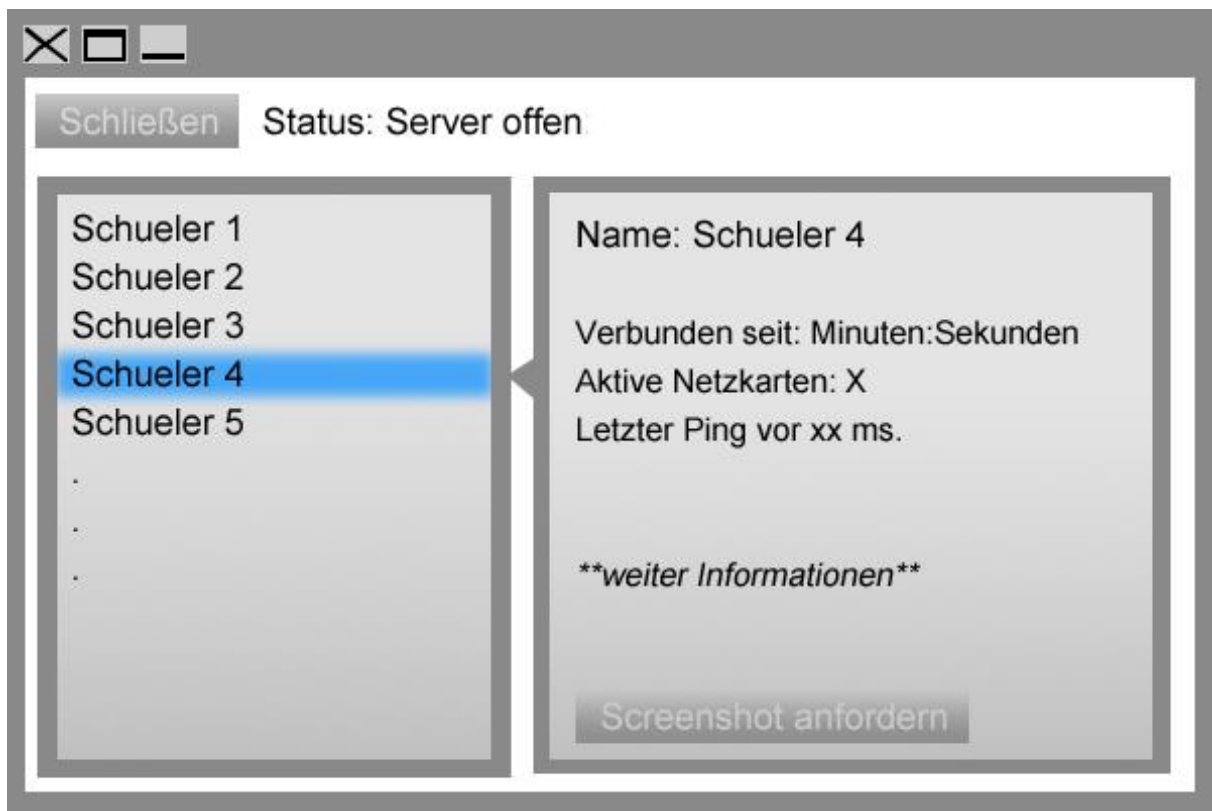 Schließen Status: Server offen
Schueler 1
Schueler 2
Schueler 3
Schueler 4
Schueler 5
.
.
.
Name: Schueler 4
Verbunden seit: Minuten:Sekunden
Aktive Netzkarten: X
Letzter Ping vor xx ms.
**weiter Informationen**
Screenshot anfordern